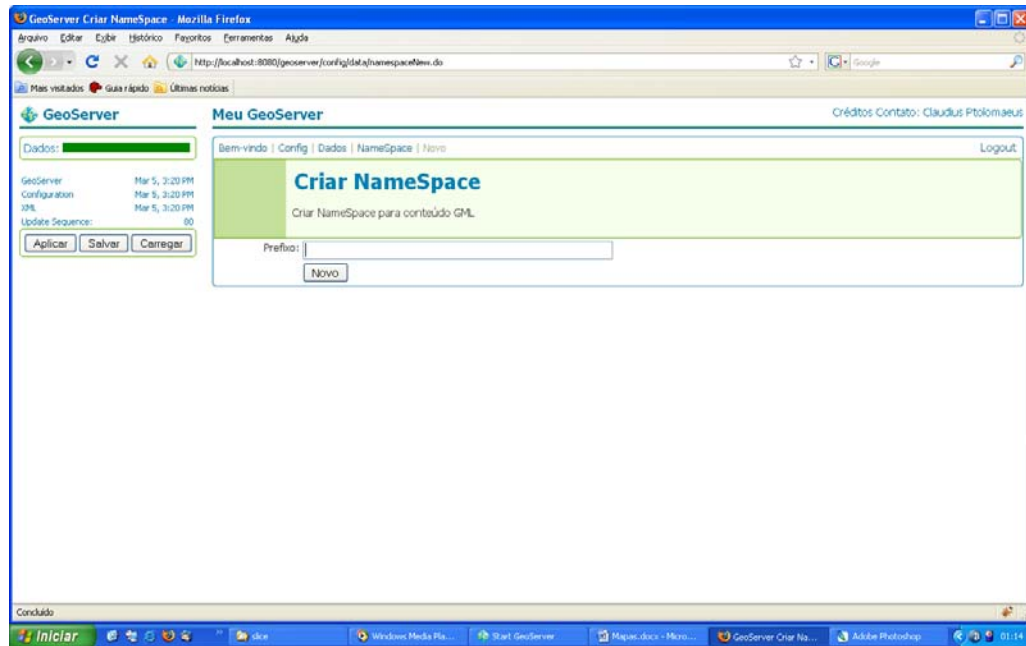 GeoServer Criar NameSpace - Mozilla Firefox
Arquivo Editar Exibir Histórico Favoritos Ferramentas Ajuda
http://localhost:8080/geoserver/config/data/namespaceNew.do
Google
Mais visitados Guia rápido Últimas notícias
GeoServer
Meu GeoServer
Créditos Contato: Claudius Ptolomaeus
Dados:
Bem-vindo | Config | Dados | NameSpace | Novo
Logout
GeoServer Mar 5, 3:20 PM
Configuration Mar 5, 3:20 PM
XML Mar 5, 3:20 PM
Update Sequence: 80
Aplicar Salvar Carregar
Criar NameSpace
Criar NameSpace para conteúdo GML
Prefixo:
Novo
Concluído
Iniciar
slice
Windows Media Pla...
Start GeoServer
Mapas.docx - Micro...
GeoServer Criar Na...
Adobe Photoshop
01:14